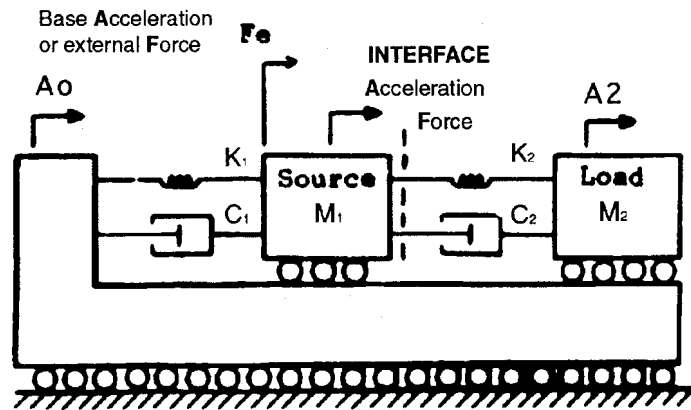 Base Acceleration
or external Force
Fe
INTERFACE
Acceleration
Force
Ao
A2
K1
K2
Source
Load
C1
M1
C2
M2